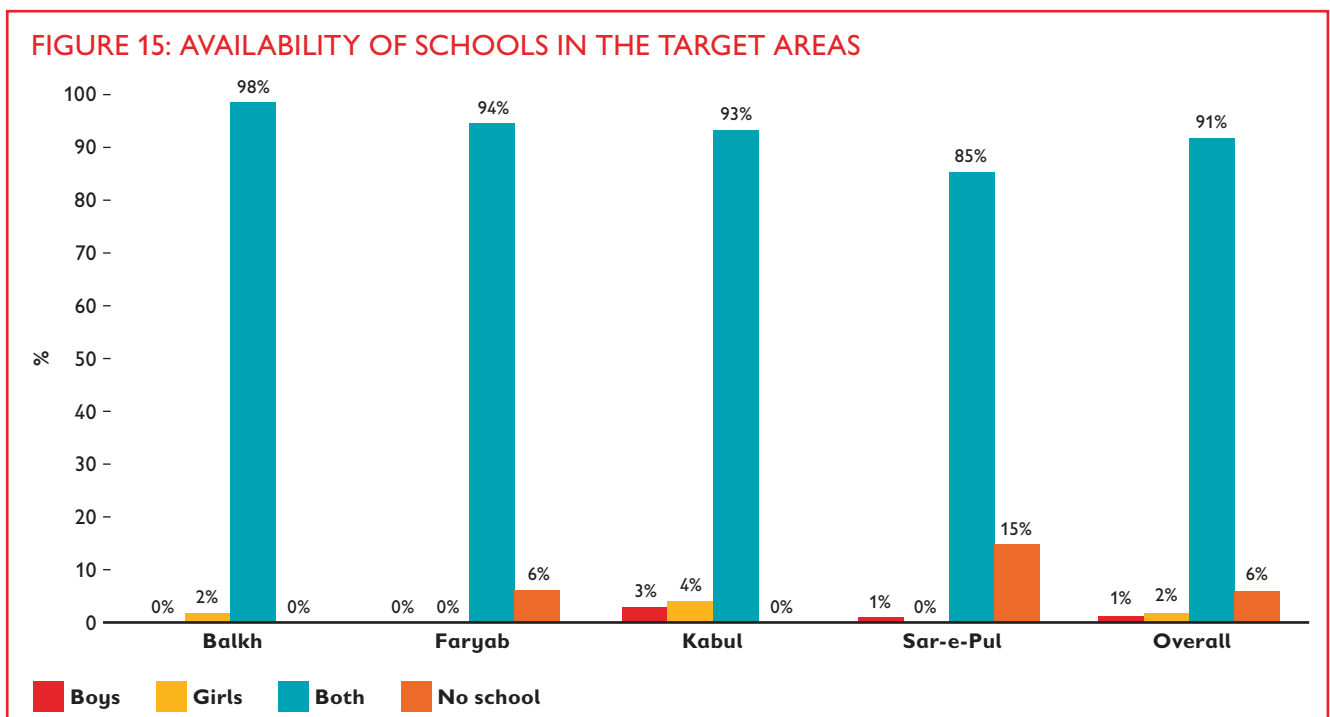 FIGURE 15: AVAILABILITY OF SCHOOLS IN THE TARGET AREAS
100
90
80
70
60
50
40
30
20
10
0
%
0% 2% 98% 0%
0% 0% 94% 6%
3% 4% 93% 0%
1% 0% 85% 15%
1% 2% 91% 6%
Balkh Faryab Kabul Sar-e-Pul Overall
Boys Girls Both No school